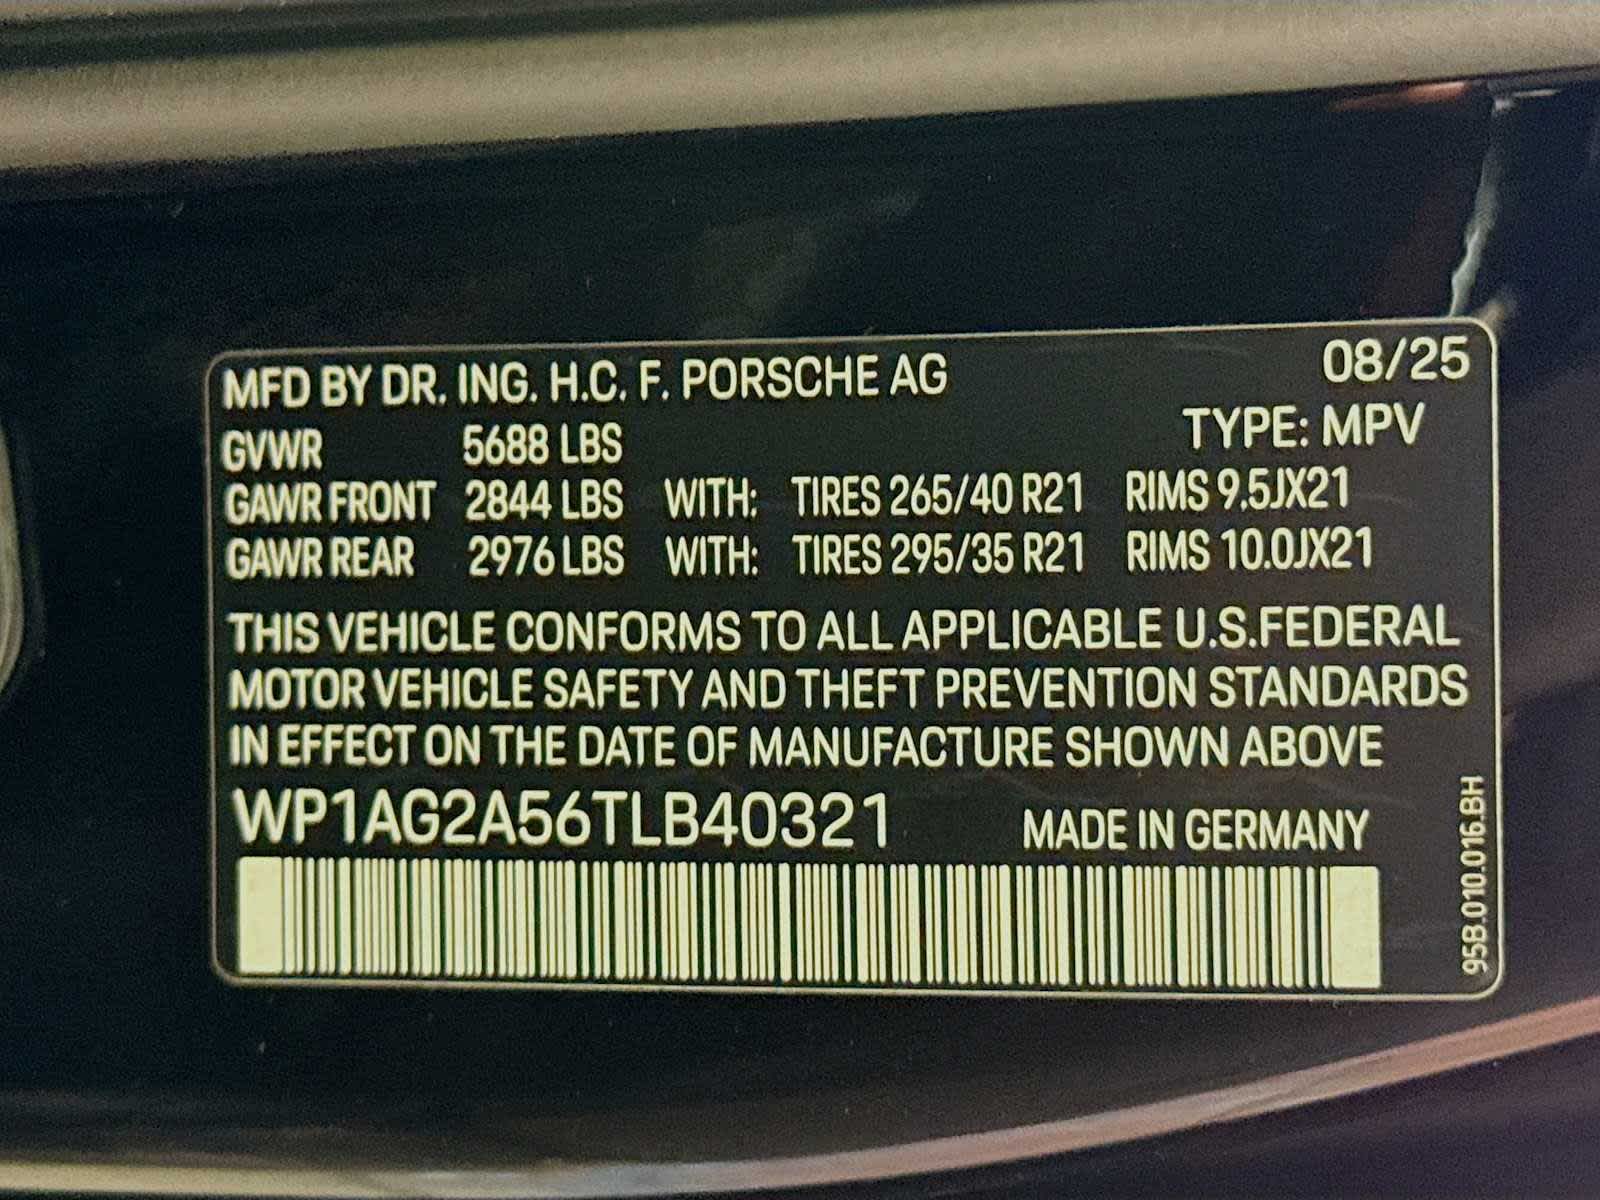 MFD BY DR. ING. H.C. F. PORSCHE AG 08/25
GVWR 5688 LBS TYPE: MPV
GAWR FRONT 2844 LBS WITH: TIRES 265/40 R21 RIMS 9.5JX21
GAWR REAR 2976 LBS WITH: TIRES 295/35 R21 RIMS 10.0JX21
THIS VEHICLE CONFORMS TO ALL APPLICABLE U.S.FEDERAL
MOTOR VEHICLE SAFETY AND THEFT PREVENTION STANDARDS
IN EFFECT ON THE DATE OF MANUFACTURE SHOWN ABOVE
WP1AG2A56TLB40321 MADE IN GERMANY
95B.010.016.BH